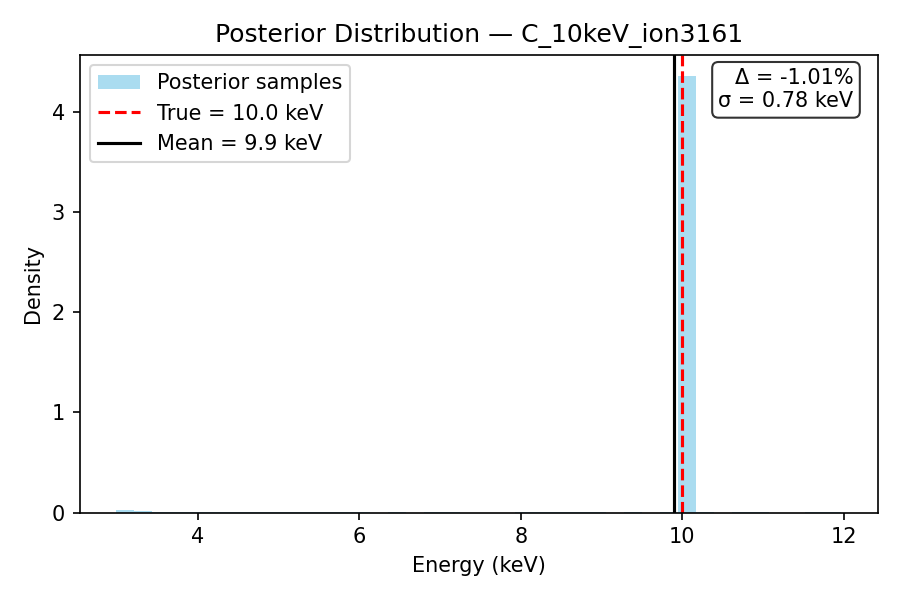 Posterior Distribution — C_10keV_ion3161
Posterior samples
True = 10.0 keV
Mean = 9.9 keV
Δ = -1.01%
σ = 0.78 keV
Density
4
3
2
1
0
4 6 8 10 12
Energy (keV)